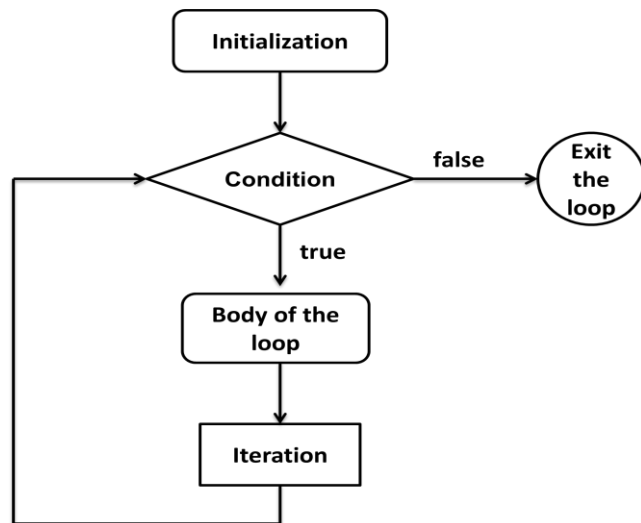 Initialization
Condition
false
Exit
the
loop
true
Body of the
loop
Iteration